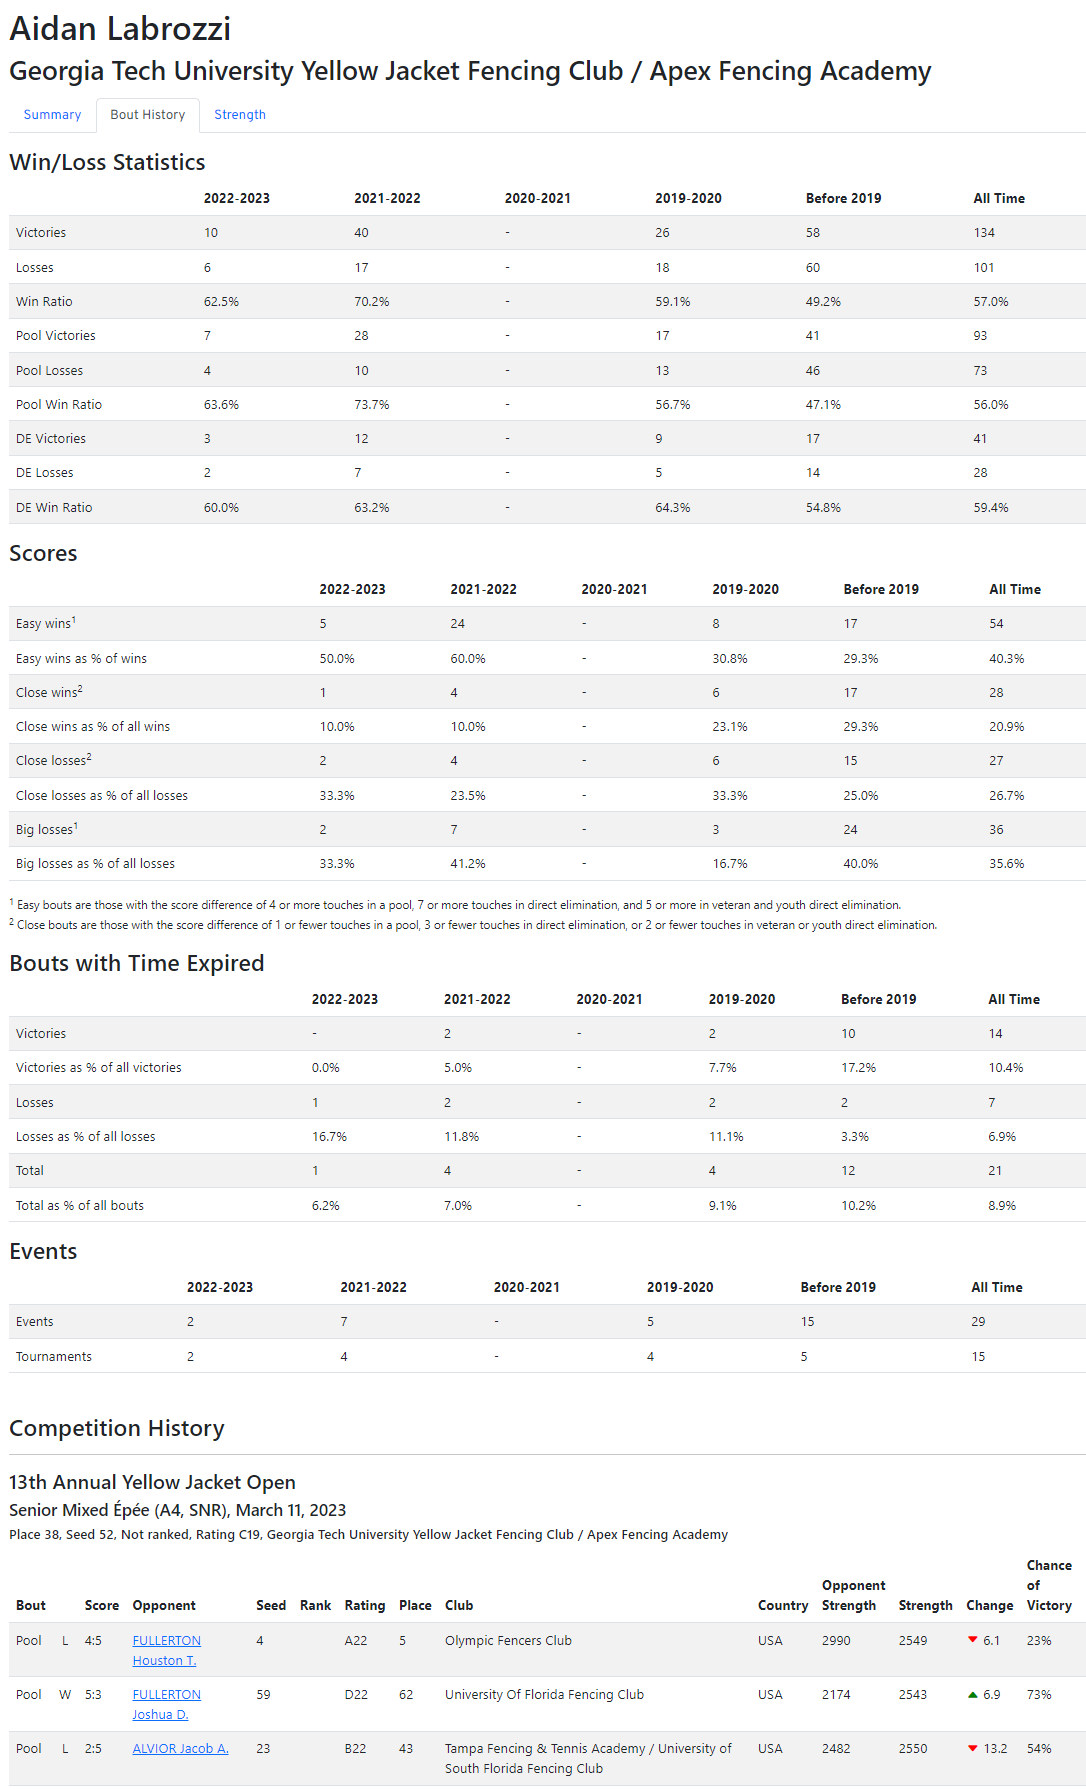 Aidan Labrozzi
Georgia Tech University Yellow Jacket Fencing Club / Apex Fencing Academy
Summary Bout History Strength
Win/Loss Statistics
2022-2023 2021-2022 2020-2021 2019-2020 Before 2019 All Time
Victories 10 40 - 26 58 134
Losses 6 17 - 18 60 101
Win Ratio 62.5% 70.2% - 59.1% 49.2% 57.0%
Pool Victories 7 28 - 17 41 93
Pool Losses 4 10 - 13 46 73
Pool Win Ratio 63.6% 73.7% - 56.7% 47.1% 56.0%
DE Victories 3 12 - 9 17 41
DE Losses 2 7 - 5 14 28
DE Win Ratio 60.0% 63.2% - 64.3% 54.8% 59.4%
Scores
2022-2023 2021-2022 2020-2021 2019-2020 Before 2019 All Time
Easy wins¹ 5 24 - 8 17 54
Easy wins as % of wins 50.0% 60.0% - 30.8% 29.3% 40.3%
Close wins² 1 4 - 6 17 28
Close wins as % of all wins 10.0% 10.0% - 23.1% 29.3% 20.9%
Close losses² 2 4 - 6 15 27
Close losses as % of all losses 33.3% 23.5% - 33.3% 25.0% 26.7%
Big losses¹ 2 7 - 3 24 36
Big losses as % of all losses 33.3% 41.2% - 16.7% 40.0% 35.6%
¹ Easy bouts are those with the score difference of 4 or more touches in a pool, 7 or more touches in direct elimination, and 5 or more in veteran and youth direct elimination.
² Close bouts are those with the score difference of 1 or fewer touches in a pool, 3 or fewer touches in direct elimination, or 2 or fewer touches in veteran or youth direct elimination.
Bouts with Time Expired
2022-2023 2021-2022 2020-2021 2019-2020 Before 2019 All Time
Victories - 2 - 2 10 14
Victories as % of all victories 0.0% 5.0% - 7.7% 17.2% 10.4%
Losses 1 2 - 2 2 7
Losses as % of all losses 16.7% 11.8% - 11.1% 3.3% 6.9%
Total 1 4 - 4 12 21
Total as % of all bouts 6.2% 7.0% - 9.1% 10.2% 8.9%
Events
2022-2023 2021-2022 2020-2021 2019-2020 Before 2019 All Time
Events 2 7 - 5 15 29
Tournaments 2 4 - 4 5 15
Competition History
13th Annual Yellow Jacket Open
Senior Mixed Épée (A4, SNR), March 11, 2023
Place 38, Seed 52, Not ranked, Rating C19, Georgia Tech University Yellow Jacket Fencing Club / Apex Fencing Academy
Chance
Opponent of
Bout Score Opponent Seed Rank Rating Place Club Country Strength Strength Change Victory
Pool L 4:5 FULLERTON 4 A22 5 Olympic Fencers Club USA 2990 2549 6.1 23%
Houston T.
Pool W 5:3 FULLERTON 59 D22 62 University Of Florida Fencing Club USA 2174 2543 6.9 73%
Joshua D.
Pool L 2:5 ALVIOR Jacob A. 23 B22 43 Tampa Fencing & Tennis Academy / University of USA 2482 2550 13.2 54%
South Florida Fencing Club